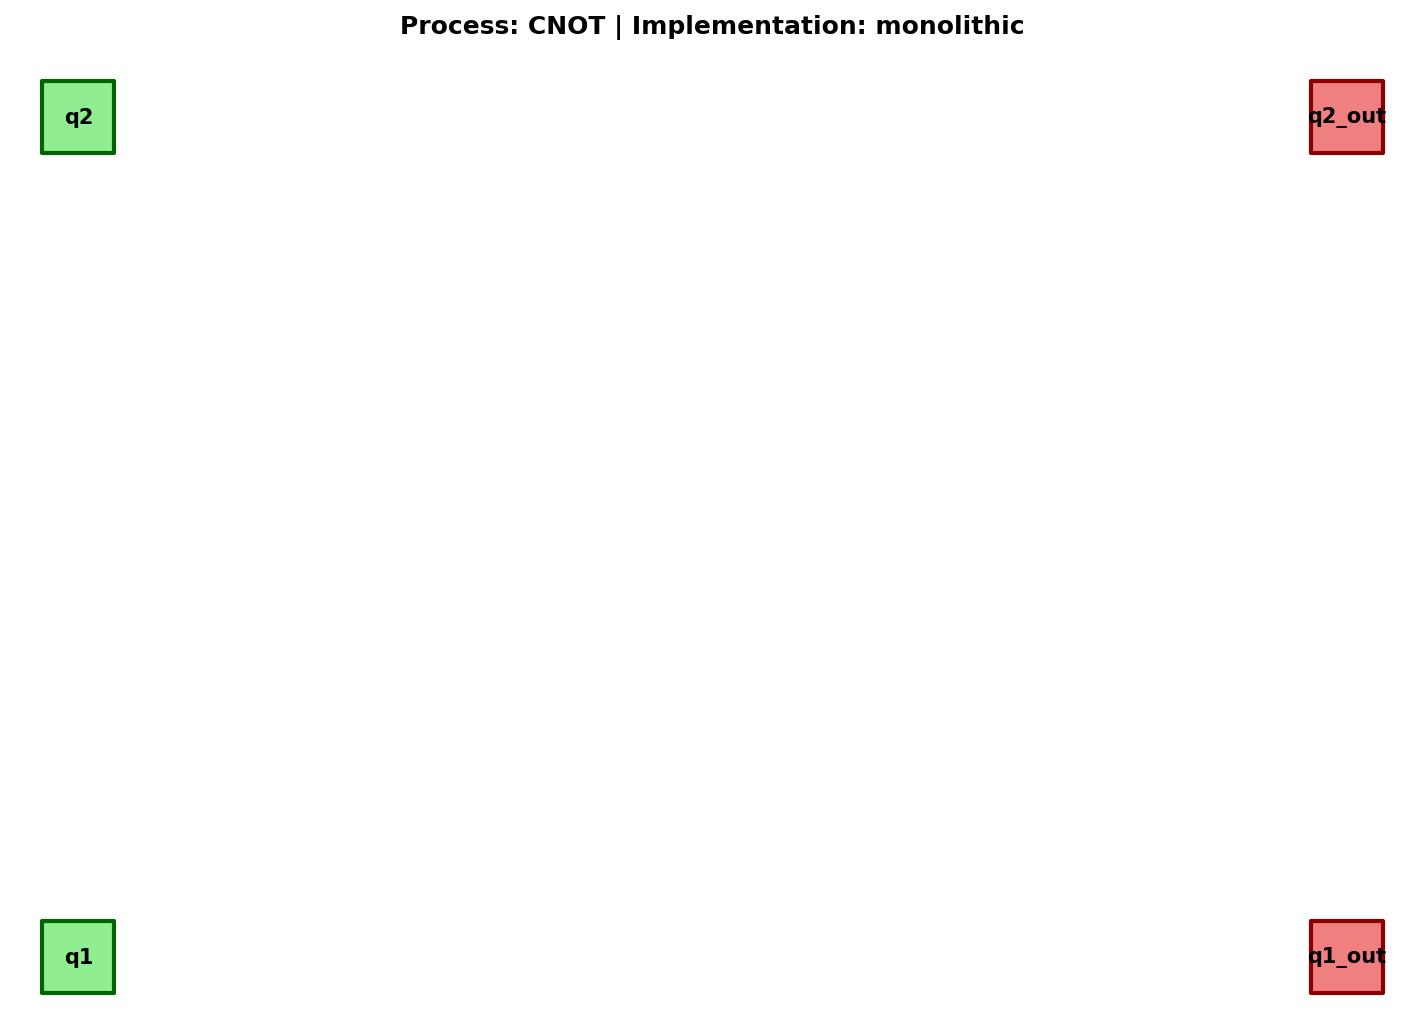 Process: CNOT | Implementation: monolithic
q2
q2_out
q1
q1_out